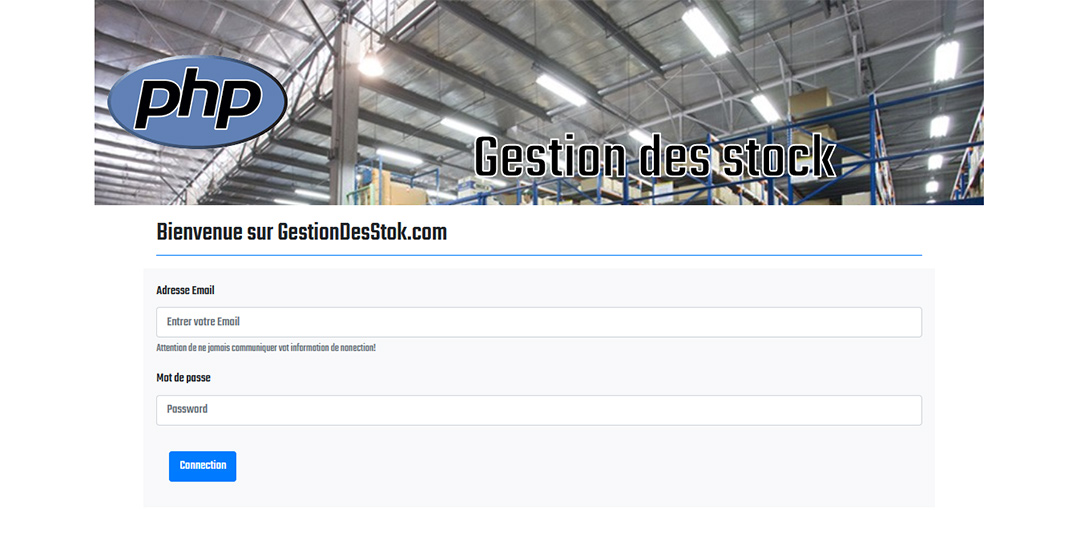 php
Gestion des stock
Bienvenue sur GestionDesStok.com
Adresse Email
Entrer votre Email
Attention de ne jamais communiquer vot information de nonection!
Mot de passe
Password
Connection